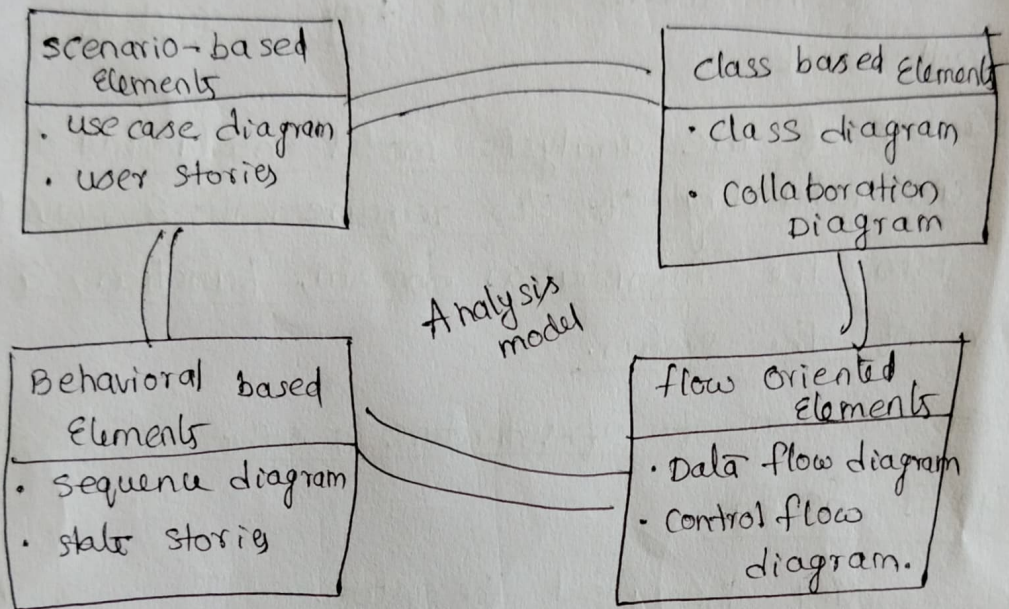 scenario-based
Elements
. use case diagram
. user stories
class based Elements
. class diagram
. collaboration
Diagram
Analysis
model
Behavioral based
Elements
. sequence diagram
. state stories
flow oriented
Elements
. Data flow diagram
. control flow
diagram.